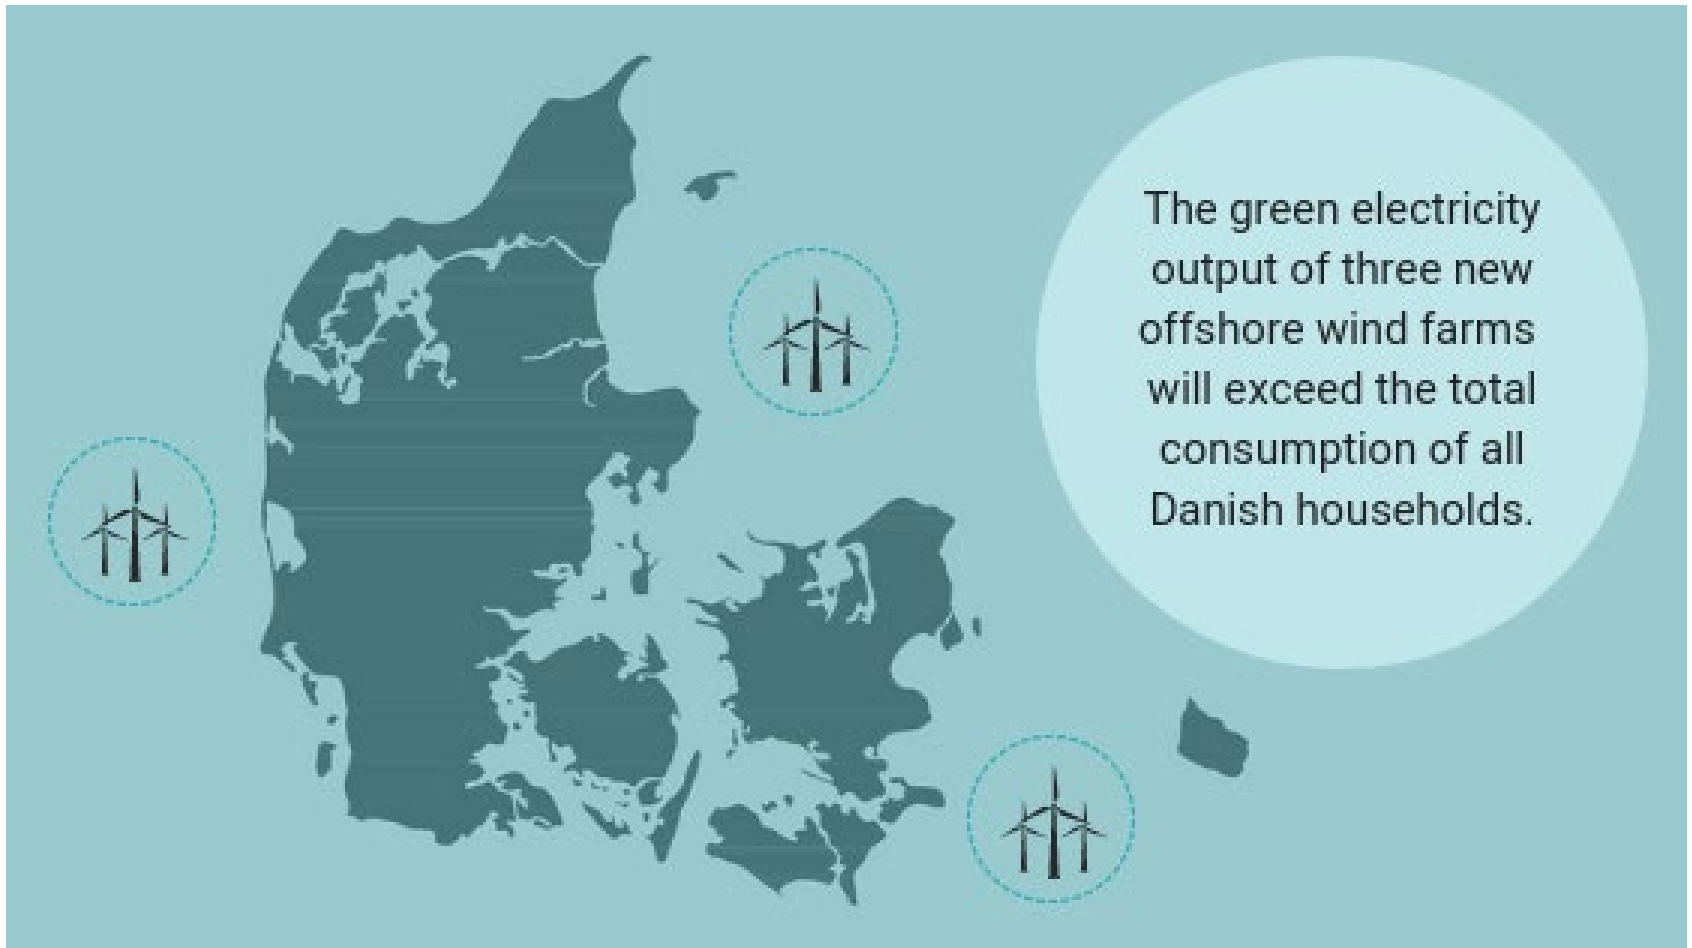 The green electricity
output of three new
offshore wind farms
will exceed the total
consumption of all
Danish households.